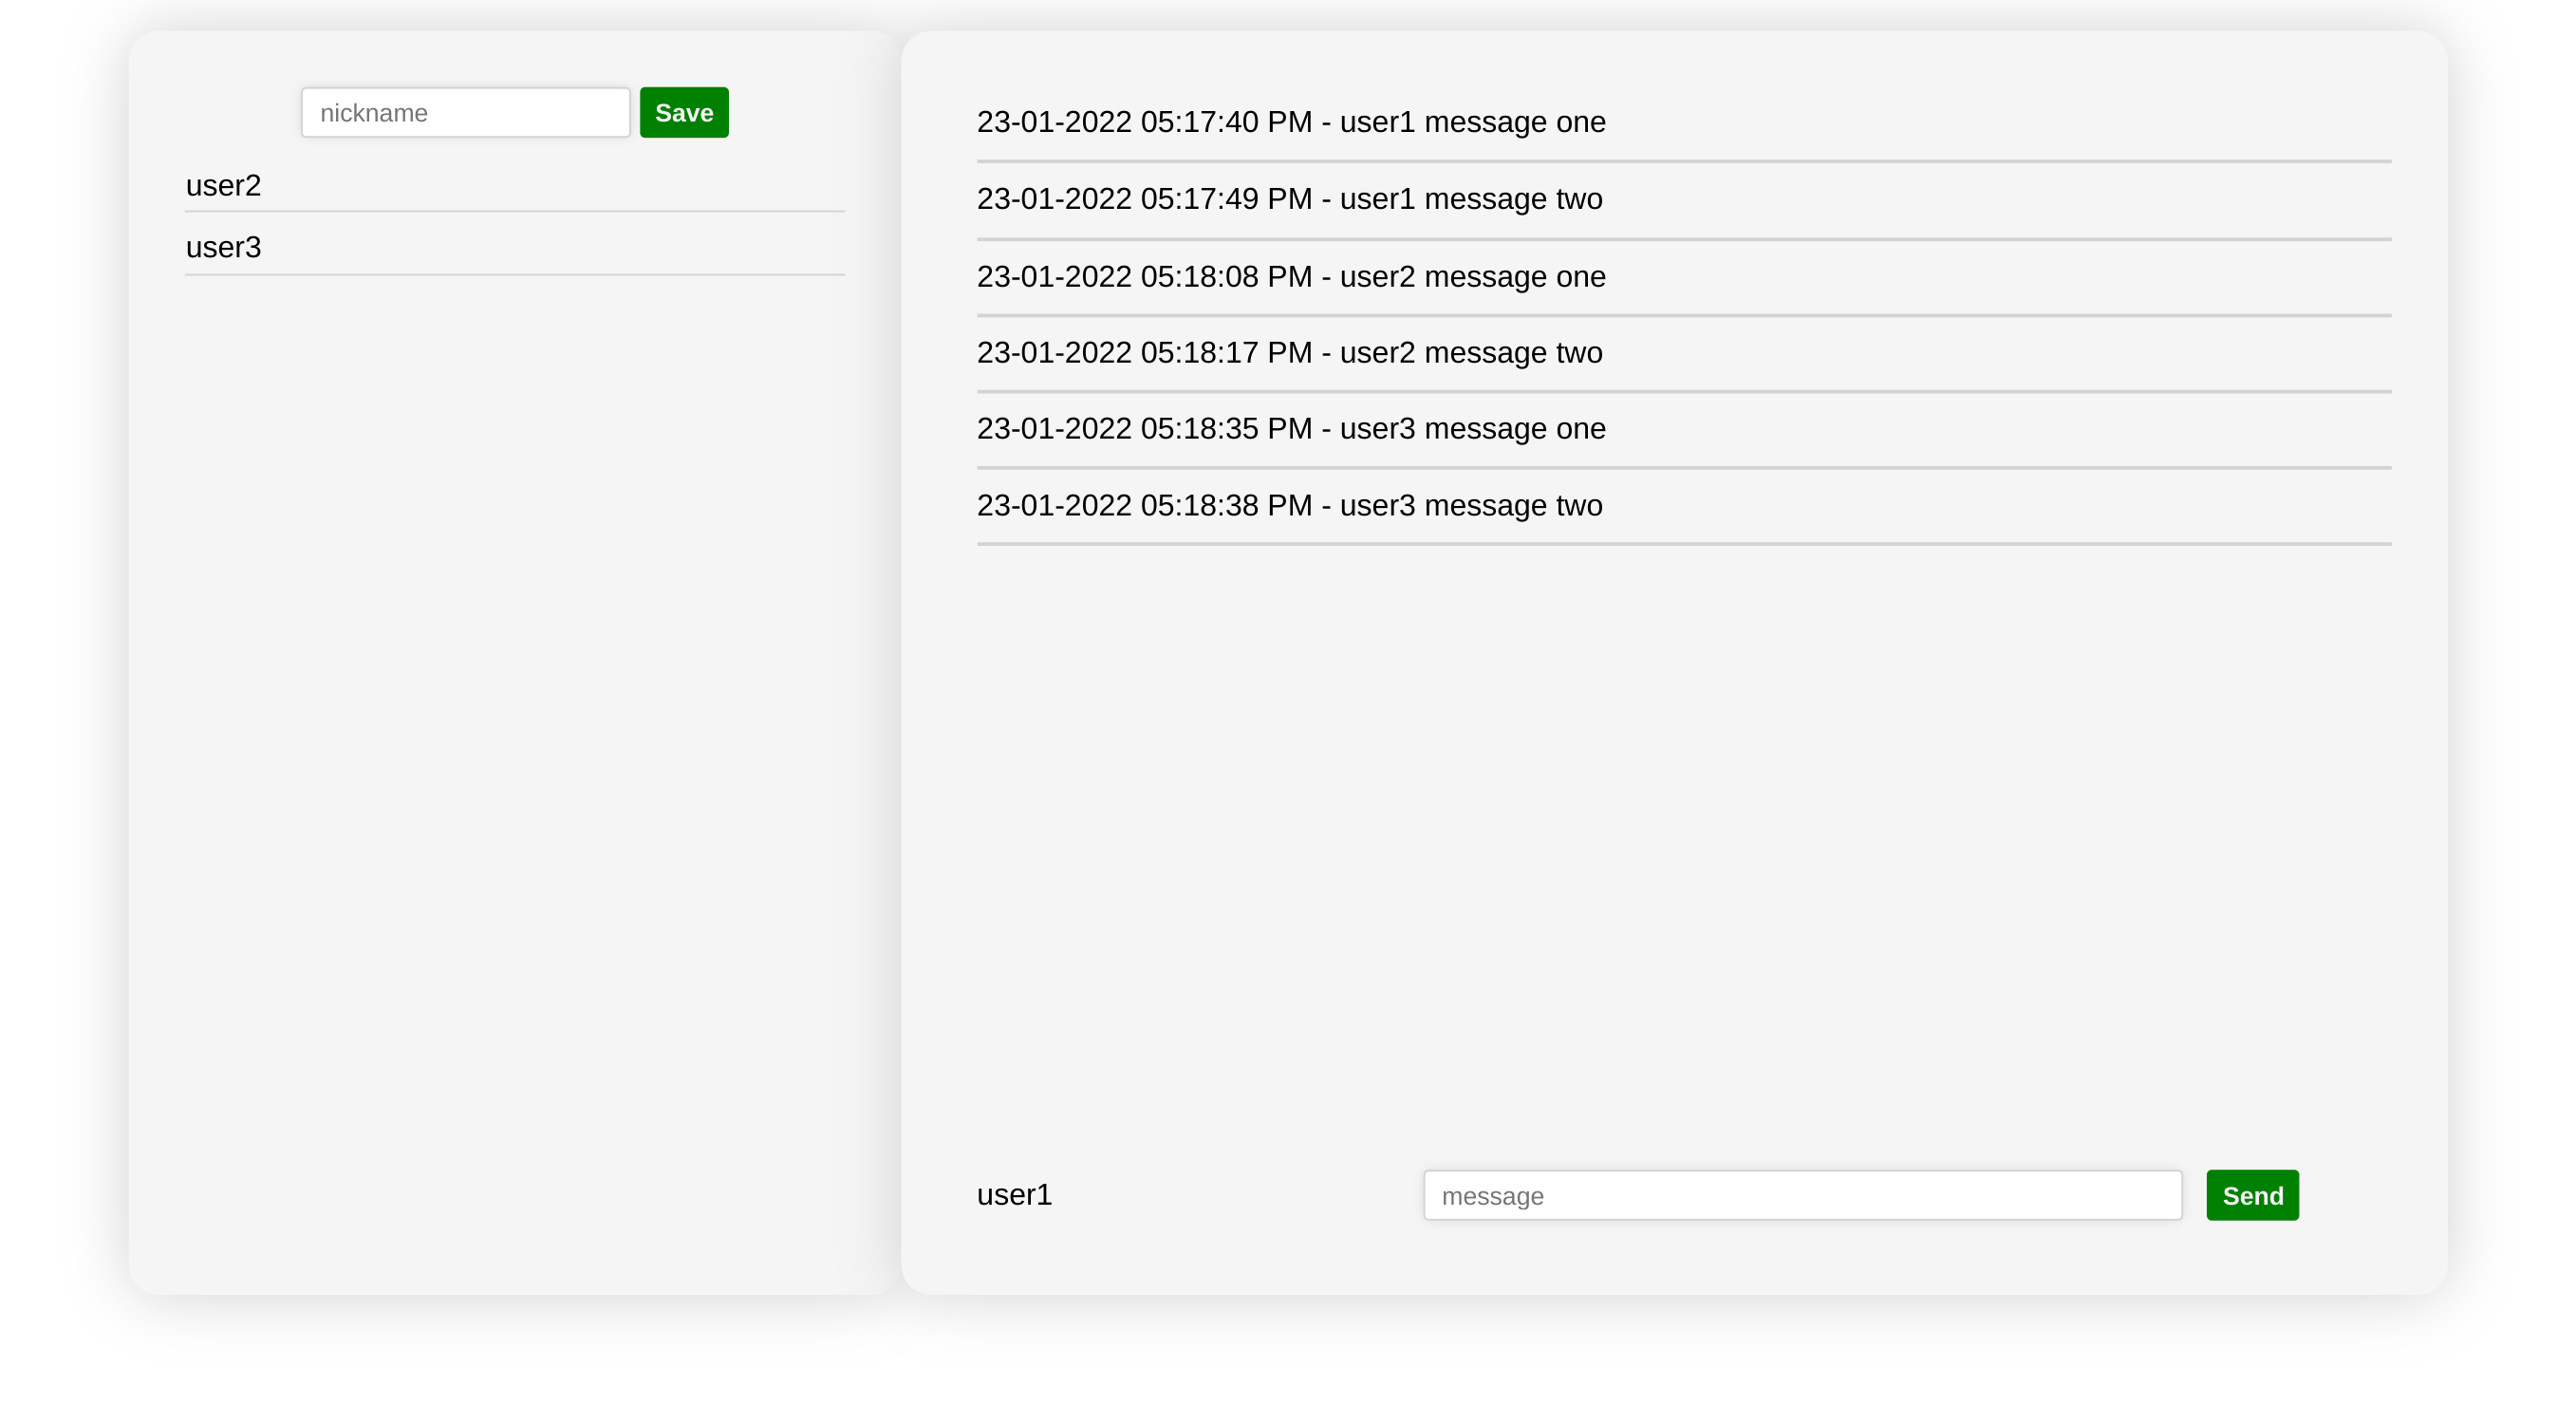 nickname Save
user2
user3
23-01-2022 05:17:40 PM - user1 message one
23-01-2022 05:17:49 PM - user1 message two
23-01-2022 05:18:08 PM - user2 message one
23-01-2022 05:18:17 PM - user2 message two
23-01-2022 05:18:35 PM - user3 message one
23-01-2022 05:18:38 PM - user3 message two
user1 message Send